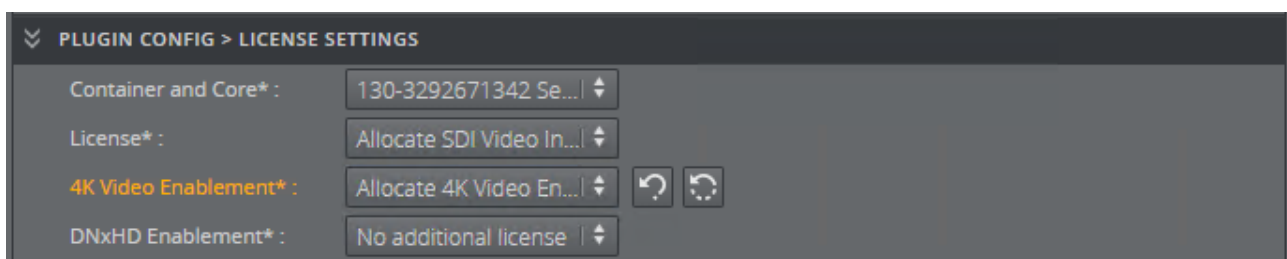 PLUGIN CONFIG > LICENSE SETTINGS
Container and Core* : 130-3292671342 Se...
License* : Allocate SDI Video In...
4K Video Enablement* : Allocate 4K Video En...
DNxHD Enablement* : No additional license